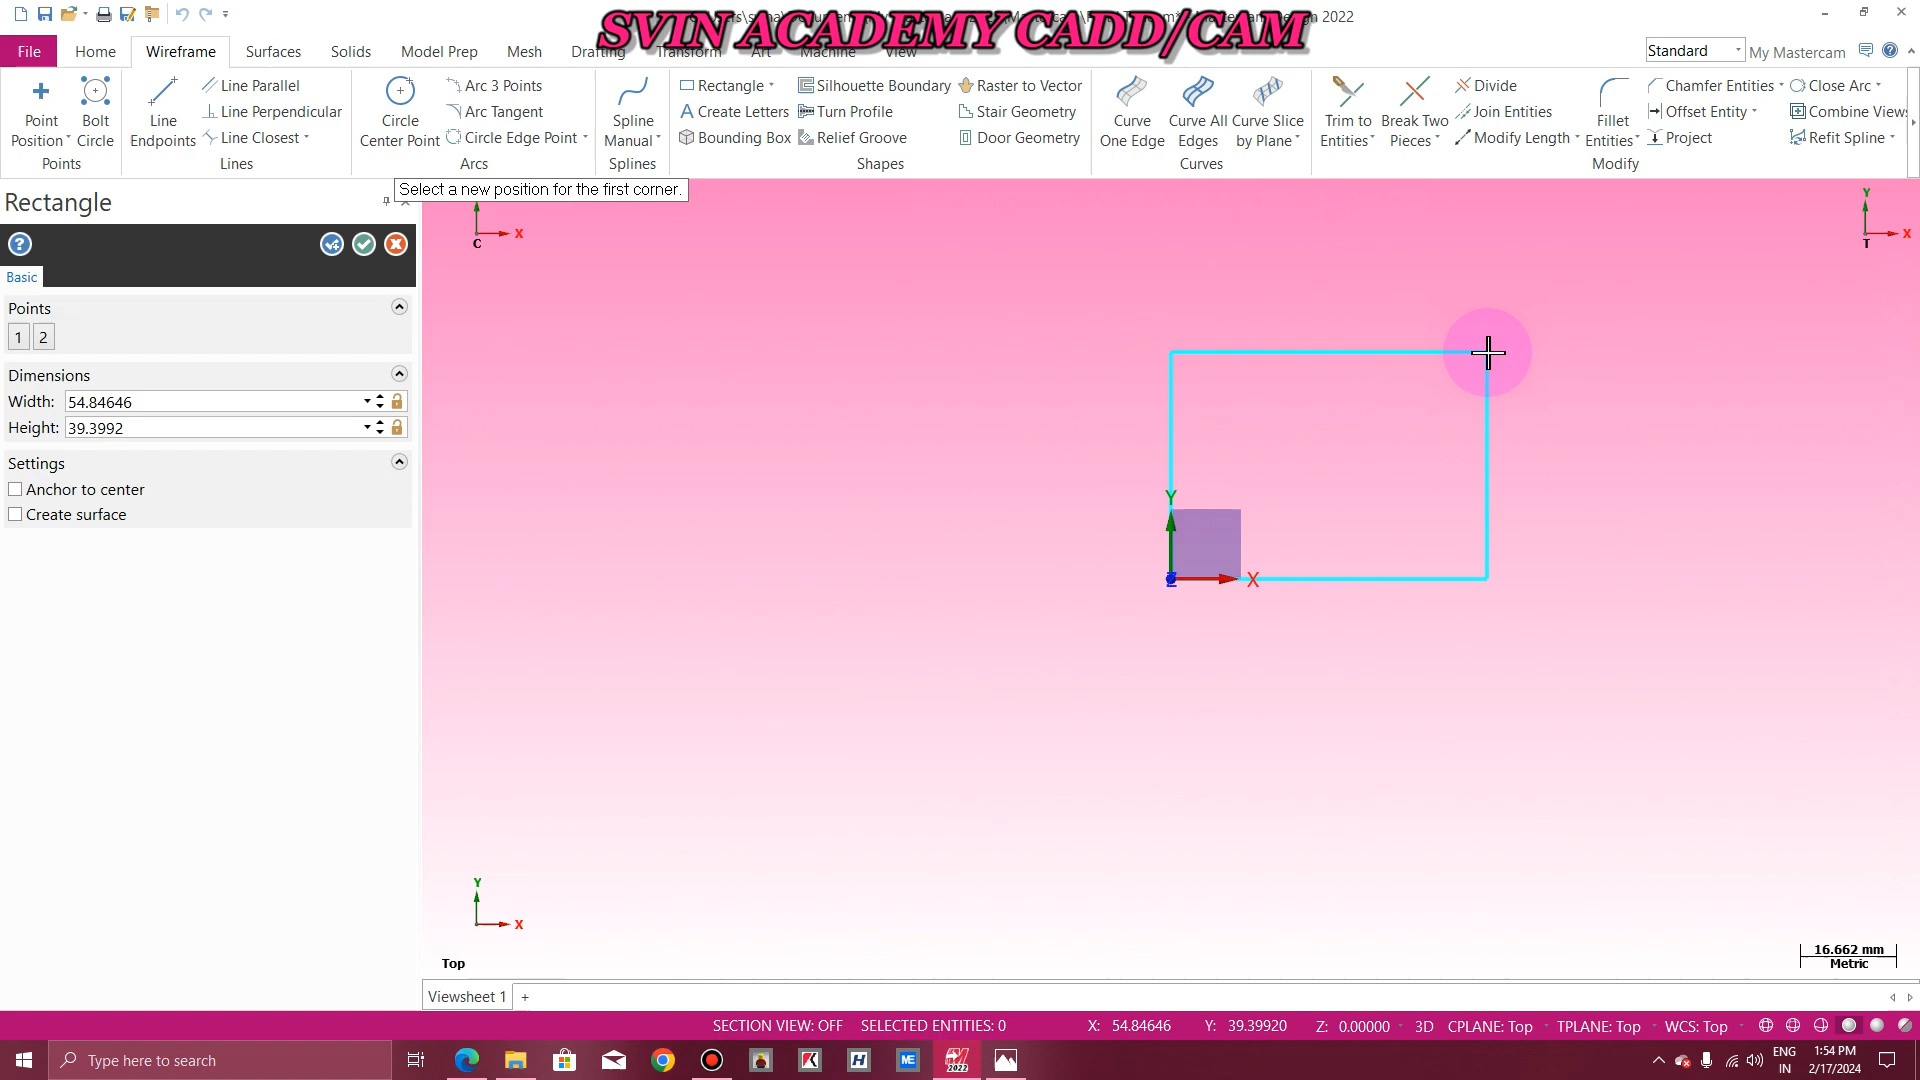 SVIN ACADEMY CADD/CAM
2022
File
Home
Wireframe
Surfaces
Solids
Model Prep
Mesh
Drafting
Transform
Art
Machine
View
Standard
My Mastercam
Point
Position
Bolt
Circle
Points
Line
Endpoints
Line Parallel
Line Perpendicular
Line Closest
Lines
Circle
Center Point
Arc 3 Points
Arc Tangent
Circle Edge Point
Arcs
Spline
Manual
Splines
Rectangle
Create Letters
Bounding Box
Silhouette Boundary
Turn Profile
Relief Groove
Raster to Vector
Stair Geometry
Door Geometry
Shapes
Curve
One Edge
Curve All
Edges
Curve Slice
by Plane
Curves
Trim to
Entities
Break Two
Pieces
Divide
Join Entities
Modify Length
Fillet
Entities
Chamfer Entities
Offset Entity
Project
Close Arc
Combine Views
Refit Spline
Modify
Select a new position for the first corner.
Rectangle
Basic
Points
1 2
Dimensions
Width: 54.84646
Height: 39.3992
Settings
Anchor to center
Create surface
X
C
Y
X
T
Y
X
Z
Y
X
Top
16.662 mm
Metric
Viewsheet 1 +
SECTION VIEW: OFF SELECTED ENTITIES: 0 X: 54.84646 Y: 39.39920 Z: 0.00000 3D CPLANE: Top TPLANE: Top WCS: Top
Type here to search
K
H
ME
2022
ENG
IN
1:54 PM
2/17/2024